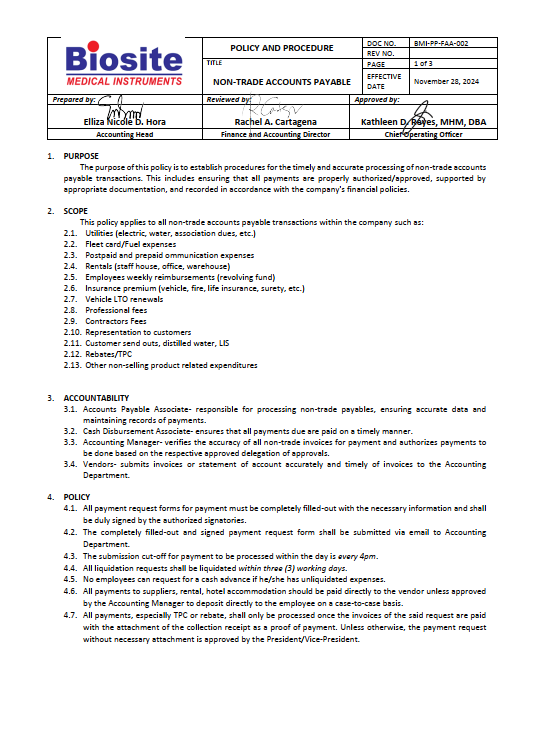 Biosite
MEDICAL INSTRUMENTS
POLICY AND PROCEDURE
TITLE
NON-TRADE ACCOUNTS PAYABLE
DOC NO. BMI-PP-FAA-002
REV NO.
PAGE 1 of 3
EFFECTIVE DATE November 28, 2024
Prepared by: Reviewed by: Approved by:
Elliza Nicole D. Hora Rachel A. Cartagena Kathleen D. Reyes, MHM, DBA
Accounting Head Finance and Accounting Director Chief Operating Officer
1. PURPOSE
The purpose of this policy is to establish procedures for the timely and accurate processing of non-trade accounts
payable transactions. This includes ensuring that all payments are properly authorized/approved, supported by
appropriate documentation, and recorded in accordance with the company's financial policies.
2. SCOPE
This policy applies to all non-trade accounts payable transactions within the company such as:
2.1. Utilities (electric, water, association dues, etc.)
2.2. Fleet card/Fuel expenses
2.3. Postpaid and prepaid ommunication expenses
2.4. Rentals (staff house, office, warehouse)
2.5. Employees weekly reimbursements (revolving fund)
2.6. Insurance premium (vehicle, fire, life insurance, surety, etc.)
2.7. Vehicle LTO renewals
2.8. Professional fees
2.9. Contractors Fees
2.10. Representation to customers
2.11. Customer send outs, distilled water, LIS
2.12. Rebates/TPC
2.13. Other non-selling product related expenditures
3. ACCOUNTABILITY
3.1. Accounts Payable Associate- responsible for processing non-trade payables, ensuring accurate data and
maintaining records of payments.
3.2. Cash Disbursement Associate- ensures that all payments due are paid on a timely manner.
3.3. Accounting Manager- verifies the accuracy of all non-trade invoices for payment and authorizes payments to
be done based on the respective approved delegation of approvals.
3.4. Vendors- submits invoices or statement of account accurately and timely of invoices to the Accounting
Department.
4. POLICY
4.1. All payment request forms for payment must be completely filled-out with the necessary information and shall
be duly signed by the authorized signatories.
4.2. The completely filled-out and signed payment request form shall be submitted via email to Accounting
Department.
4.3. The submission cut-off for payment to be processed within the day is every 4pm.
4.4. All liquidation requests shall be liquidated within three (3) working days.
4.5. No employees can request for a cash advance if he/she has unliquidated expenses.
4.6. All payments to suppliers, rental, hotel accommodation should be paid directly to the vendor unless approved
by the Accounting Manager to deposit directly to the employee on a case-to-case basis.
4.7. All payments, especially TPC or rebate, shall only be processed once the invoices of the said request are paid
with the attachment of the collection receipt as a proof of payment. Unless otherwise, the payment request
without necessary attachment is approved by the President/Vice-President.